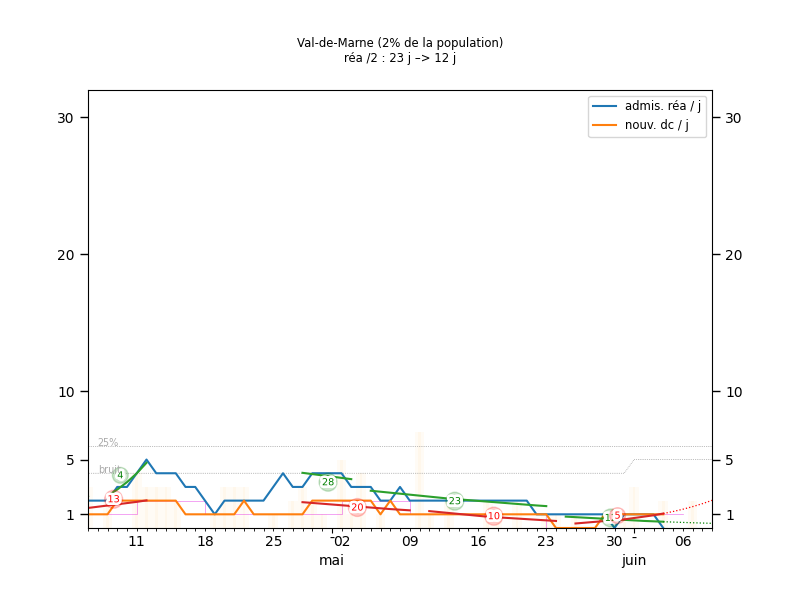 Val-de-Marne (2% de la population)
réa /2 : 23 j –> 12 j
admis. réa / j
nouv. dc / j
30 30
20 20
10 10
25%
5 5
bruit
4 28 23
13 20 10 5
1 1
11 18 25 02 09 16 23 30 06
mai juin